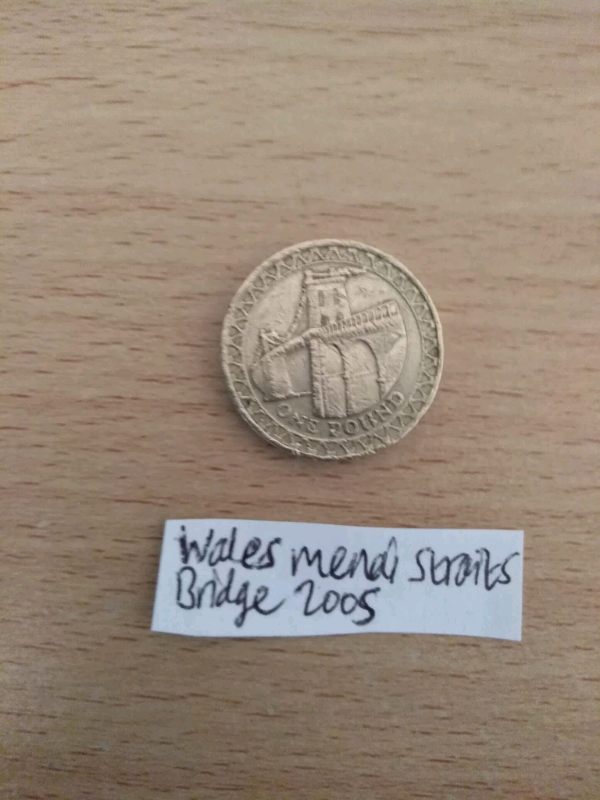 ONE POUND
Wales menai straits
Bridge 2005